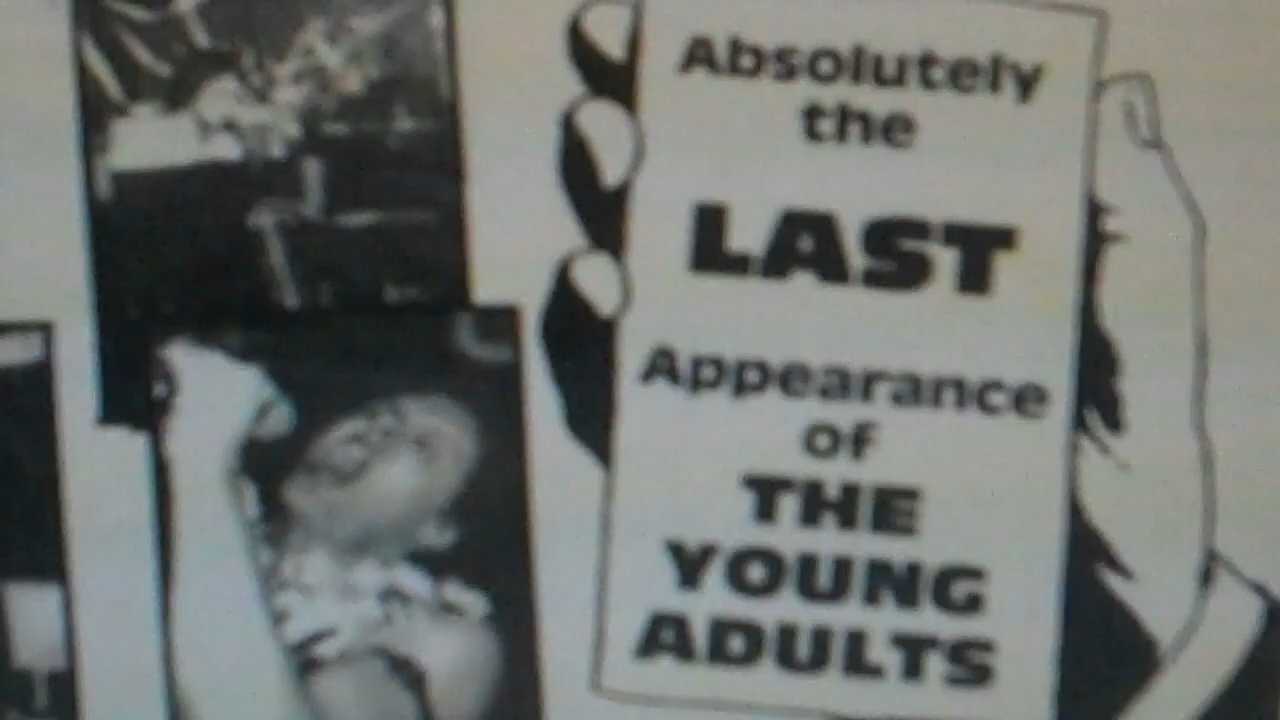 Absolutely
the
LAST
Appearance
of
THE
YOUNG
ADULTS